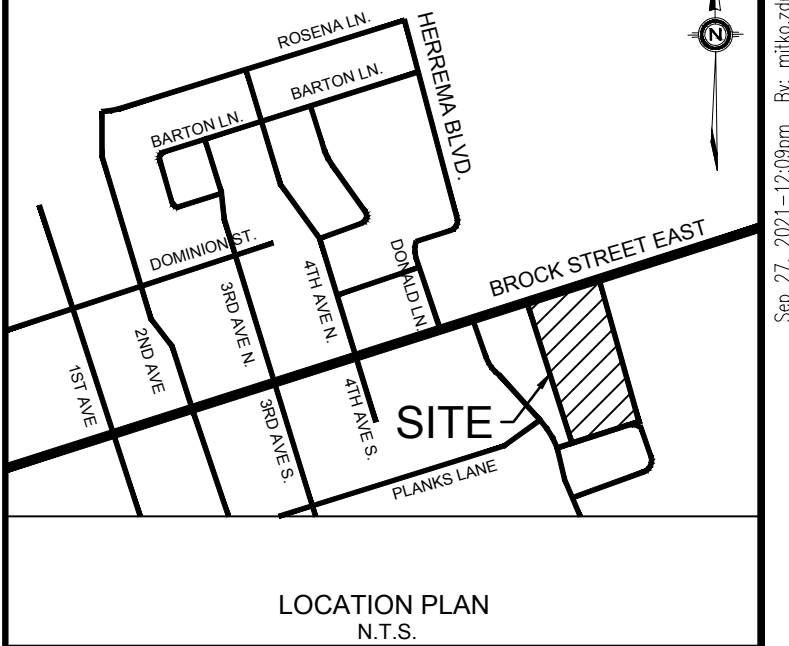 ROSENA LN.
HERREMA BLVD.
BARTON LN.
BARTON LN.
N
DOMINION ST.
DONALD LN.
BROCK STREET EAST
4TH AVE N.
3RD AVE N.
2ND AVE
1ST AVE
4TH AVE S.
3RD AVE S.
SITE
PLANKS LANE
LOCATION PLAN
N.T.S.
Sep 27, 2021-12:09pm By: